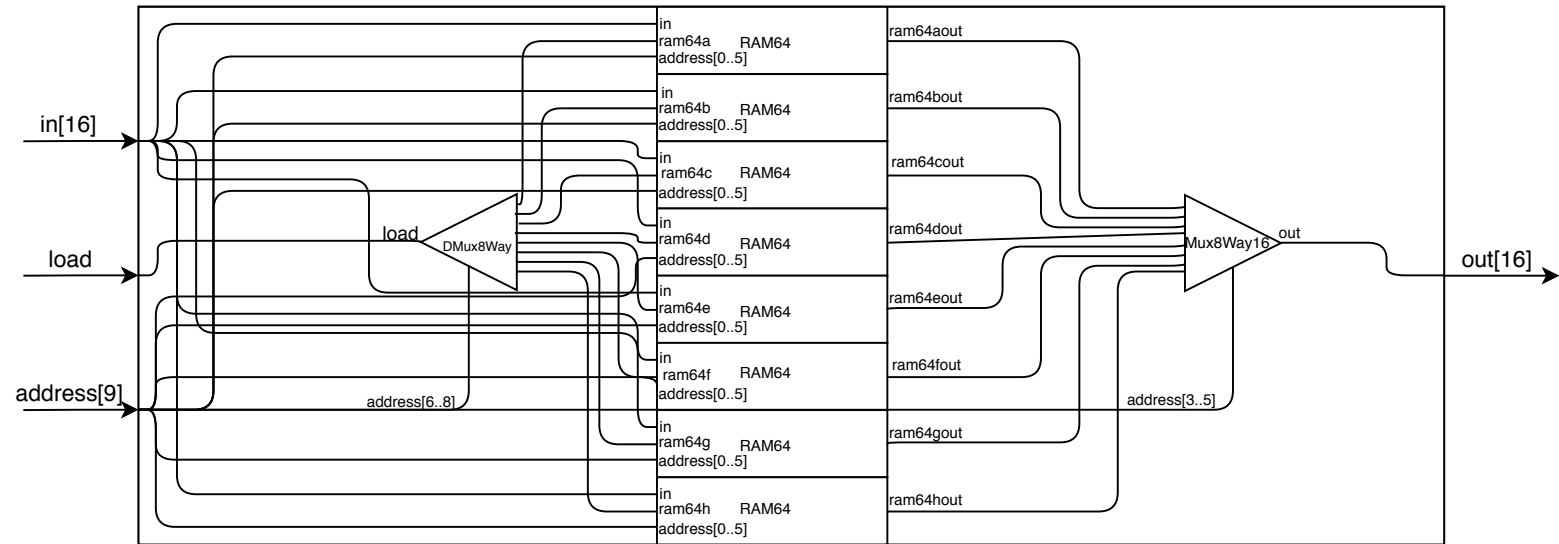 in[16]
load
address[9]
load
DMux8Way
address[6..8]
in
ram64a RAM64
address[0..5]
in
ram64b RAM64
address[0..5]
in
ram64c RAM64
address[0..5]
in
ram64d RAM64
address[0..5]
in
ram64e RAM64
address[0..5]
in
ram64f RAM64
address[0..5]
in
ram64g RAM64
address[0..5]
in
ram64h RAM64
address[0..5]
ram64aout
ram64bout
ram64cout
ram64dout
ram64eout
ram64fout
ram64gout
ram64hout
Mux8Way16
address[3..5]
out
out[16]